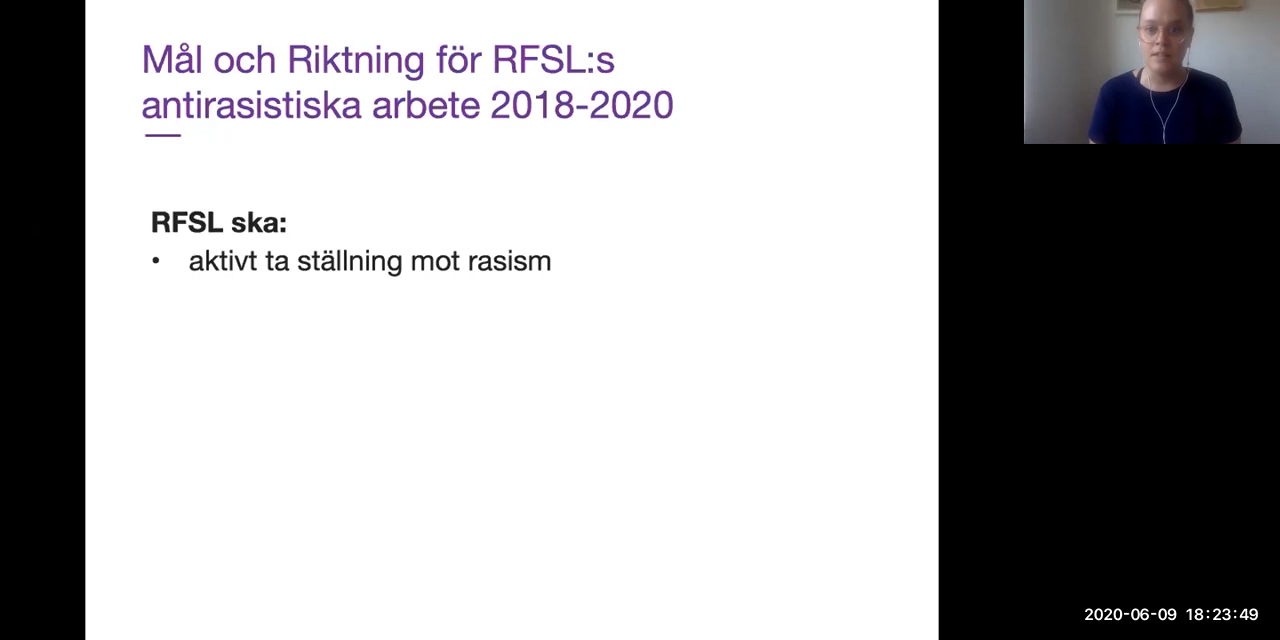 Mål och Riktning för RFSL:s
antirasistiska arbete 2018-2020
RFSL ska:
• aktivt ta ställning mot rasism
2020-06-09 18:23:49